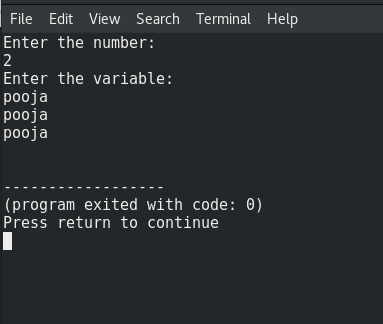 File Edit View Search Terminal Help
Enter the number:
2
Enter the variable:
pooja
pooja
pooja
------------------
(program exited with code: 0)
Press return to continue